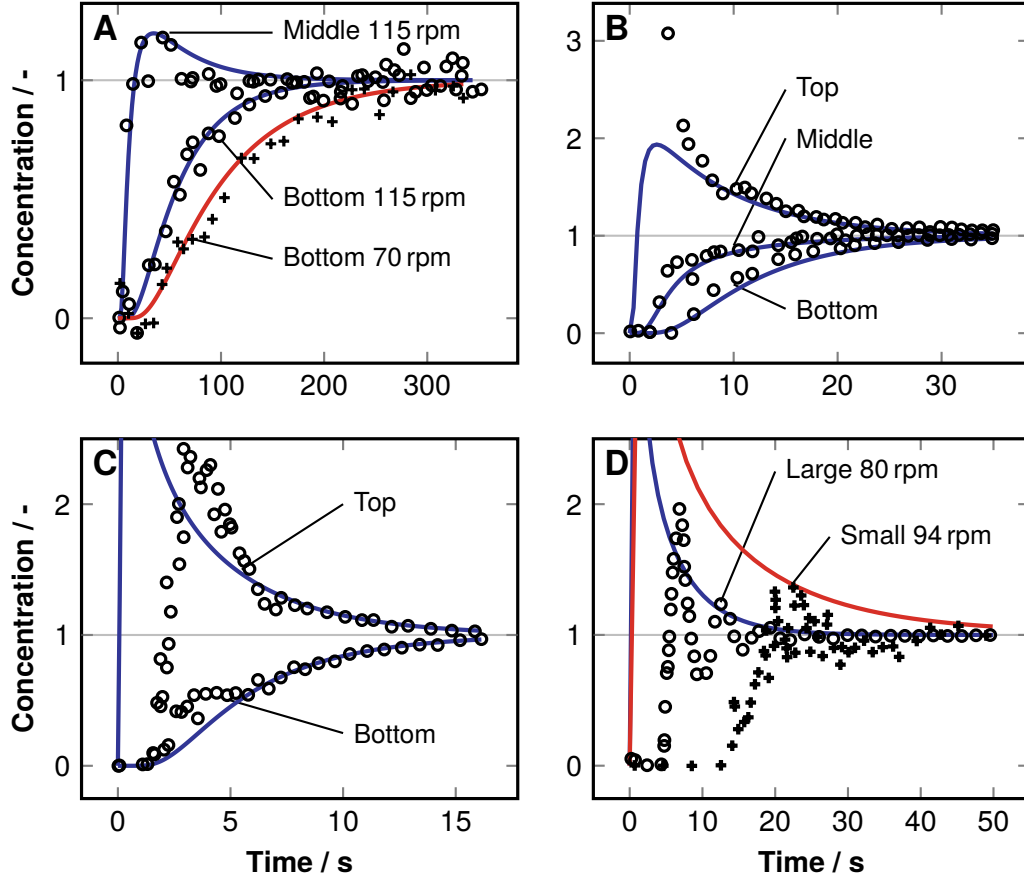 A
Middle 115 rpm
Bottom 115 rpm
Bottom 70 rpm
Concentration / -
1
0
0 100 200 300
B
Top
Middle
Bottom
3
2
1
0
0 10 20 30
C
Top
Bottom
Concentration / -
2
1
0
0 5 10 15
Time / s
D
Large 80 rpm
Small 94 rpm
2
1
0
0 10 20 30 40 50
Time / s